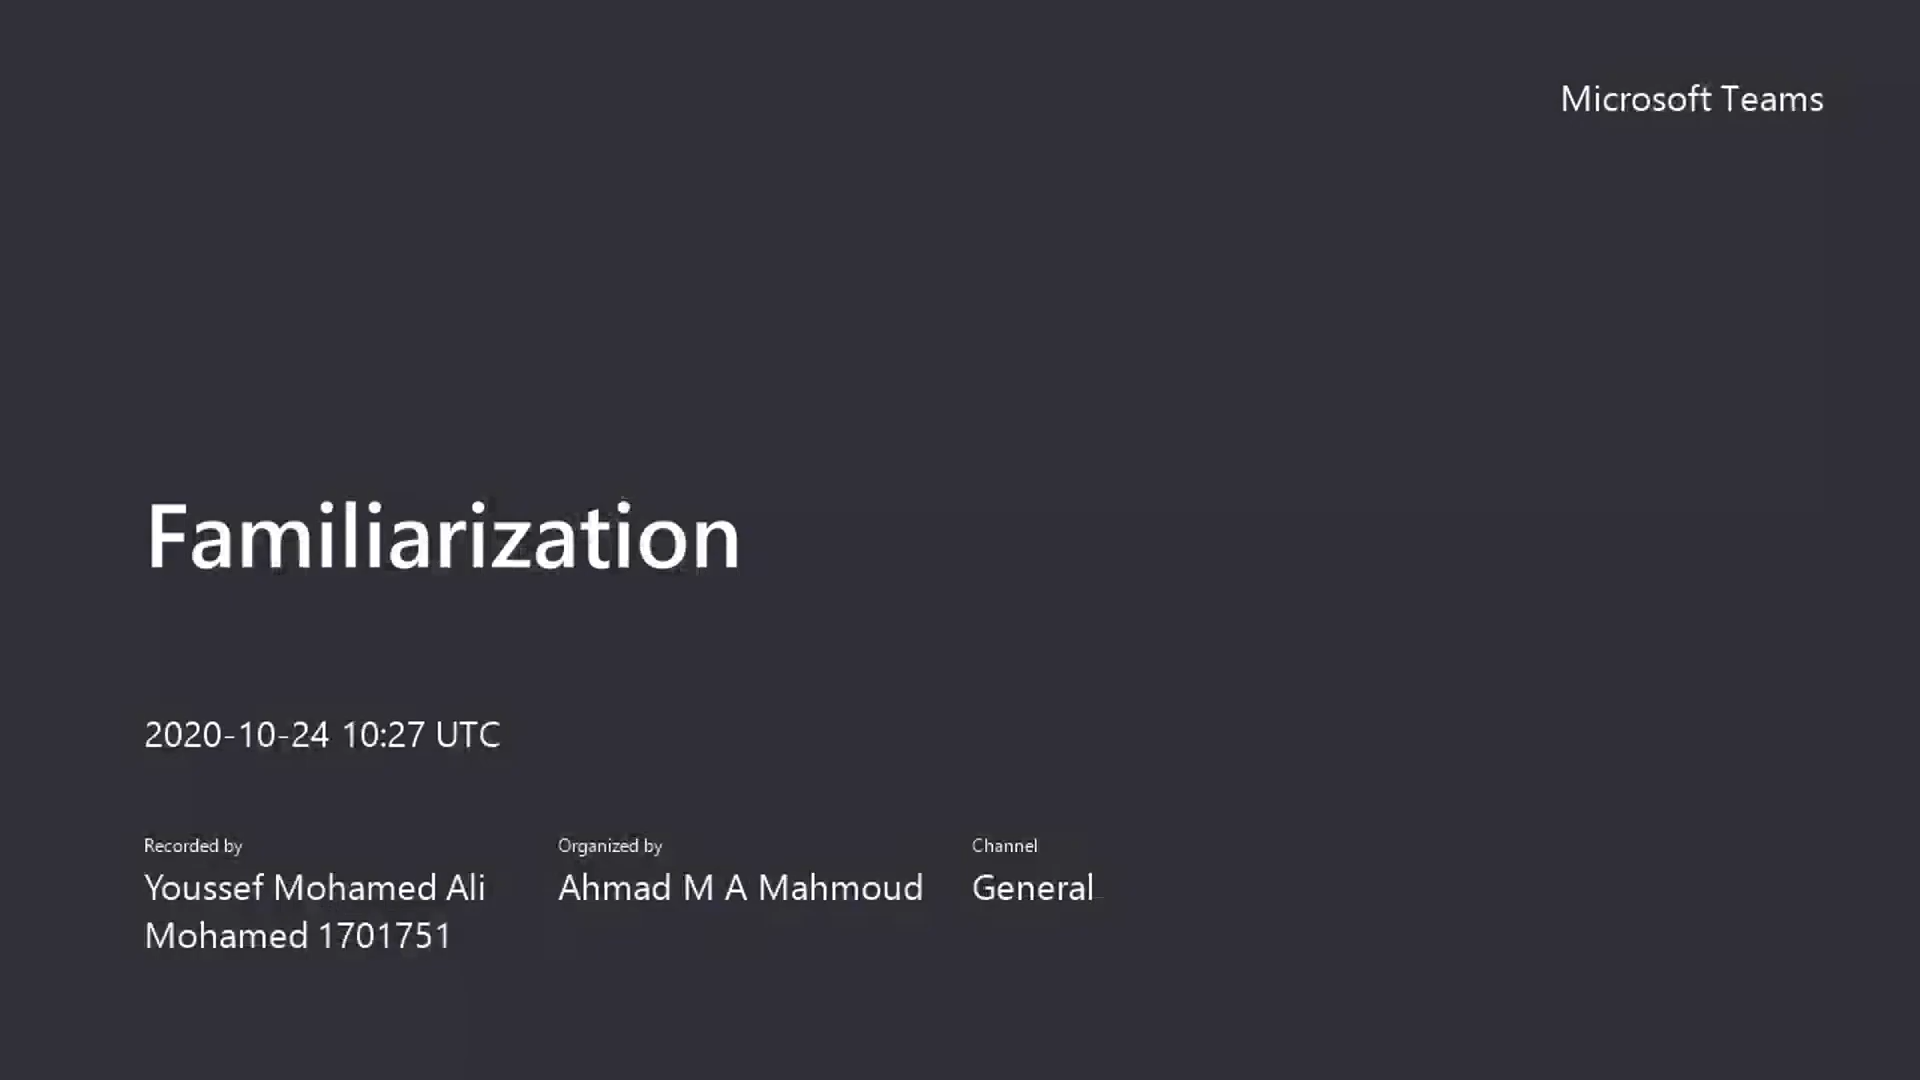 Microsoft Teams
Familiarization
2020-10-24 10:27 UTC
Recorded by
Youssef Mohamed Ali
Mohamed 1701751
Organized by
Ahmad M A Mahmoud
Channel
General